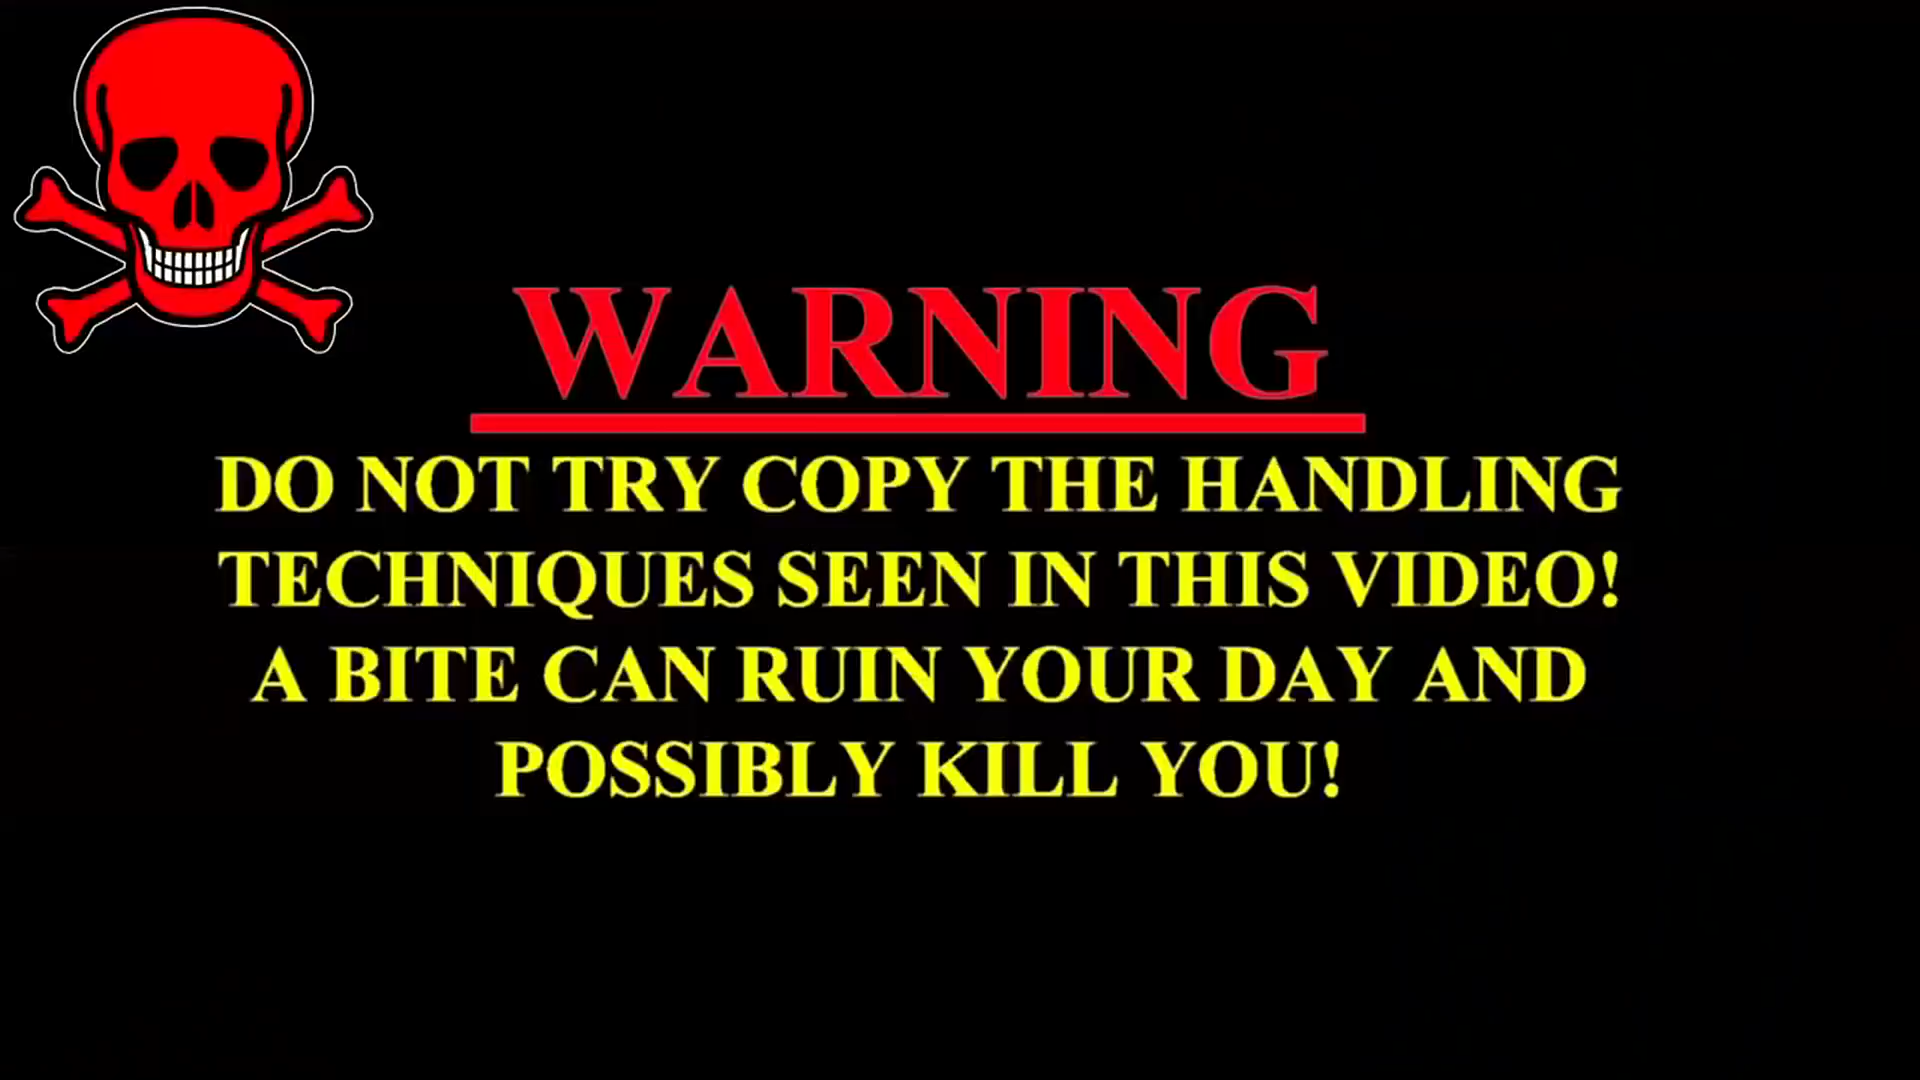 WARNING
DO NOT TRY COPY THE HANDLING
TECHNIQUES SEEN IN THIS VIDEO!
A BITE CAN RUIN YOUR DAY AND
POSSIBLY KILL YOU!